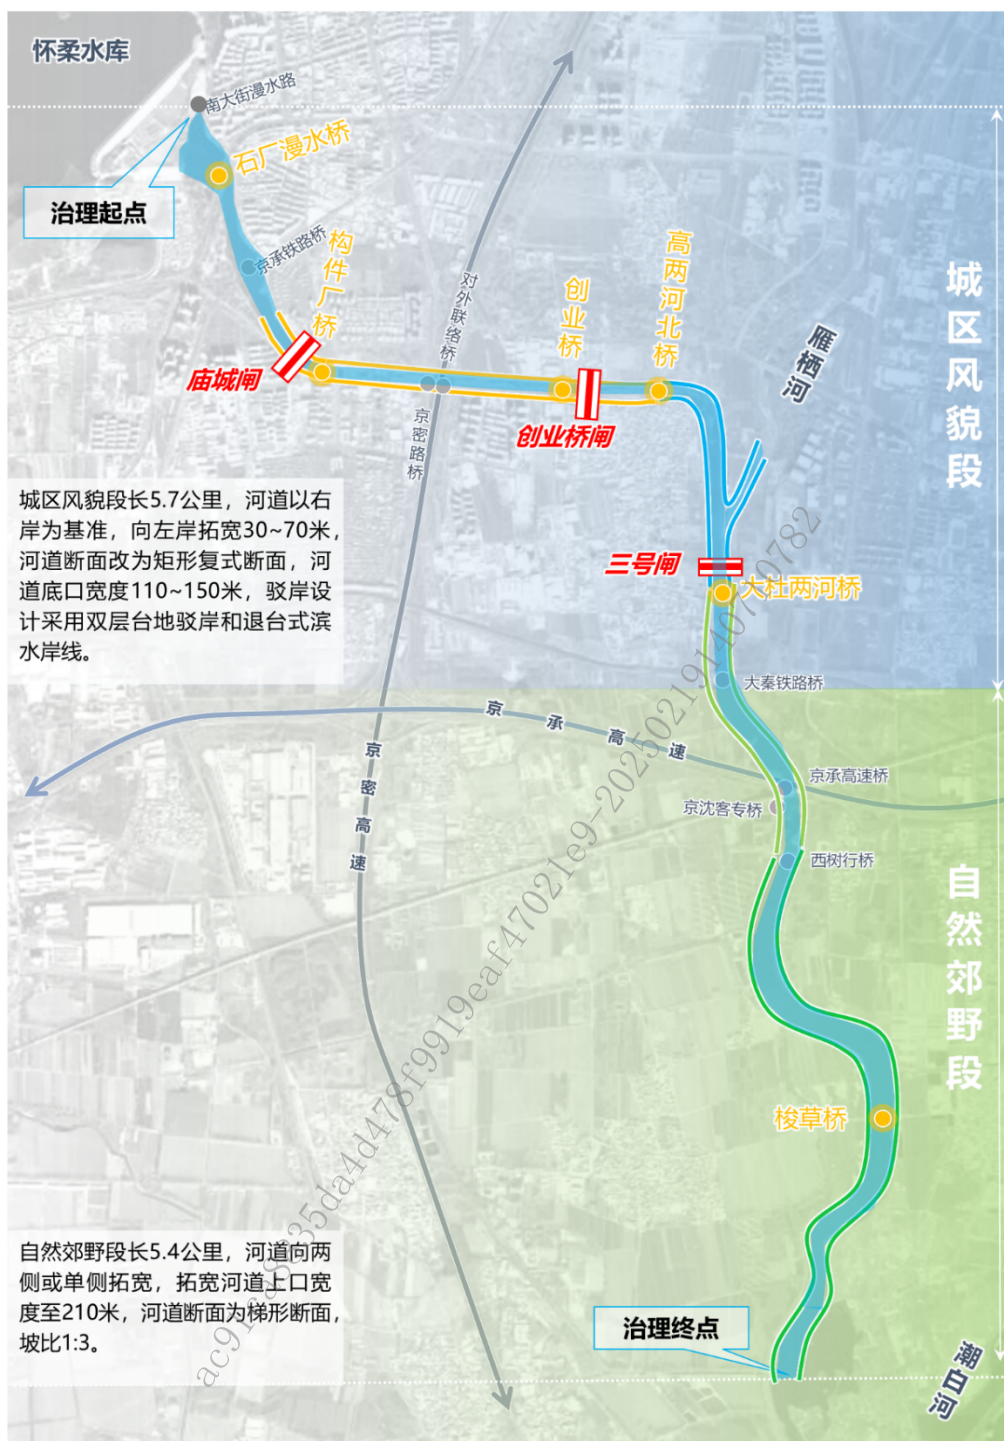 怀柔水库
南大街漫水路
石厂漫水桥
治理起点
京承铁路桥
构件厂桥
对外联络桥
创业桥
高两河北桥
城区风貌段
雁栖河
庙城闸
创业桥闸
京密路桥
城区风貌段长5.7公里，河道以右
岸为基准，向左岸拓宽30~70米，
河道断面改为矩形复式断面，河
道底口宽度110~150米，驳岸设
计采用双层台地驳岸和退台式滨
水岸线。
三号闸
大杜两河桥
大秦铁路桥
京承高速
京密高速
京承高速桥
京沈客专桥
西树行桥
自然郊野段
梭草桥
自然郊野段长5.4公里，河道向两
侧或单侧拓宽，拓宽河道上口宽
度至210米，河道断面为梯形断面，
坡比1:3。
治理终点
潮白河